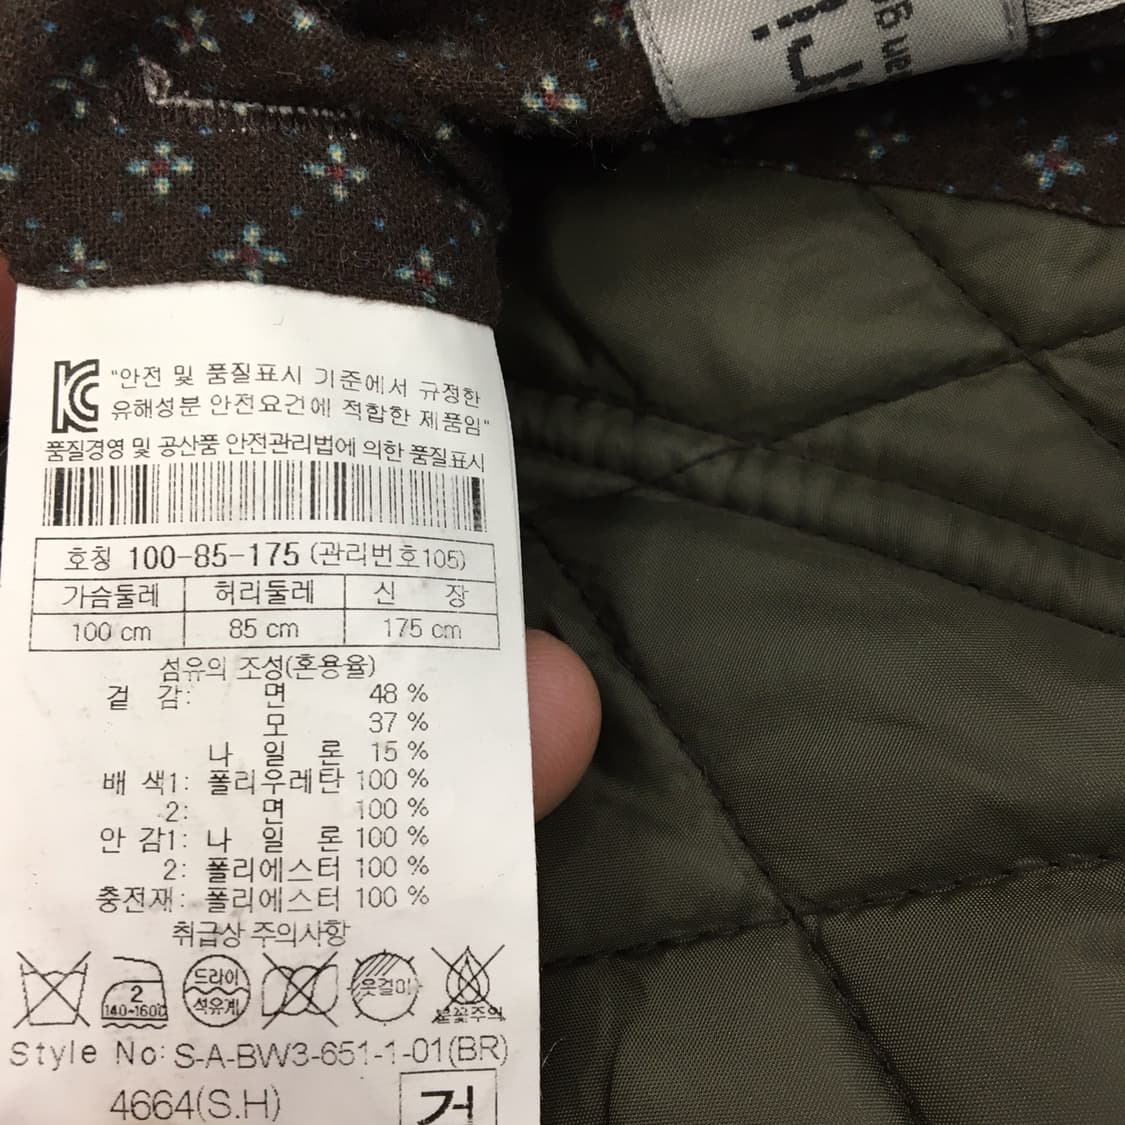 "안전 및 품질표시 기준에서 규정한
유해성분 안전요건에 적합한 제품임"
품질경영 및 공산품 안전관리법에 의한 품질표시
호칭 100-85-175 (관리번호105)
가슴둘레 허리둘레 신 장
100 cm 85 cm 175 cm
섬유의 조성(혼용율)
겉 감: 면 48 %
모 37 %
나 일 론 15 %
배 색1: 폴리우레탄 100 %
2: 면 100 %
안 감1: 나 일 론 100 %
2: 폴리에스터 100 %
충전재: 폴리에스터 100 %
취급상 주의사항
2
140~160℃
드라이
석유계
옷걸이
불꽃주의
Style No: S-A-BW3-651-1-01(BR)
4664(S.H)